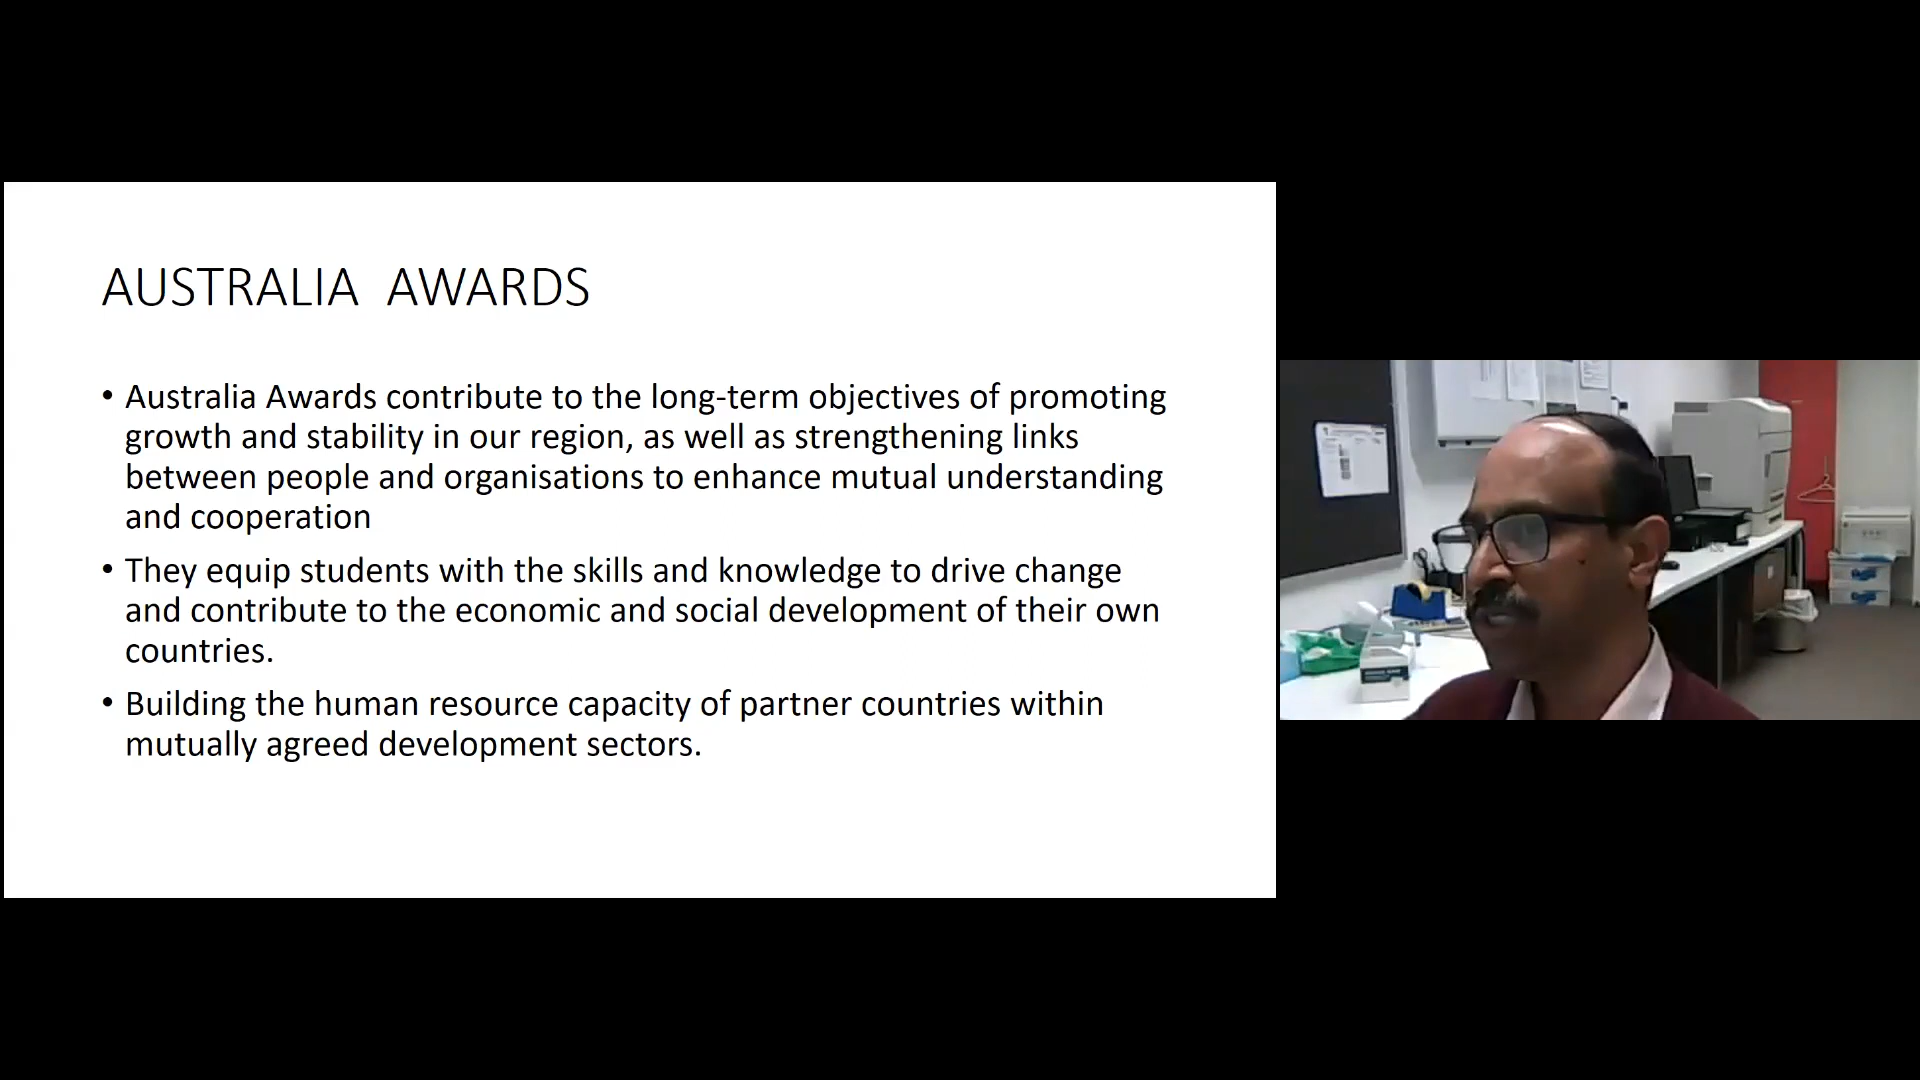 AUSTRALIA AWARDS
• Australia Awards contribute to the long-term objectives of promoting
growth and stability in our region, as well as strengthening links
between people and organisations to enhance mutual understanding
and cooperation
• They equip students with the skills and knowledge to drive change
and contribute to the economic and social development of their own
countries.
• Building the human resource capacity of partner countries within
mutually agreed development sectors.